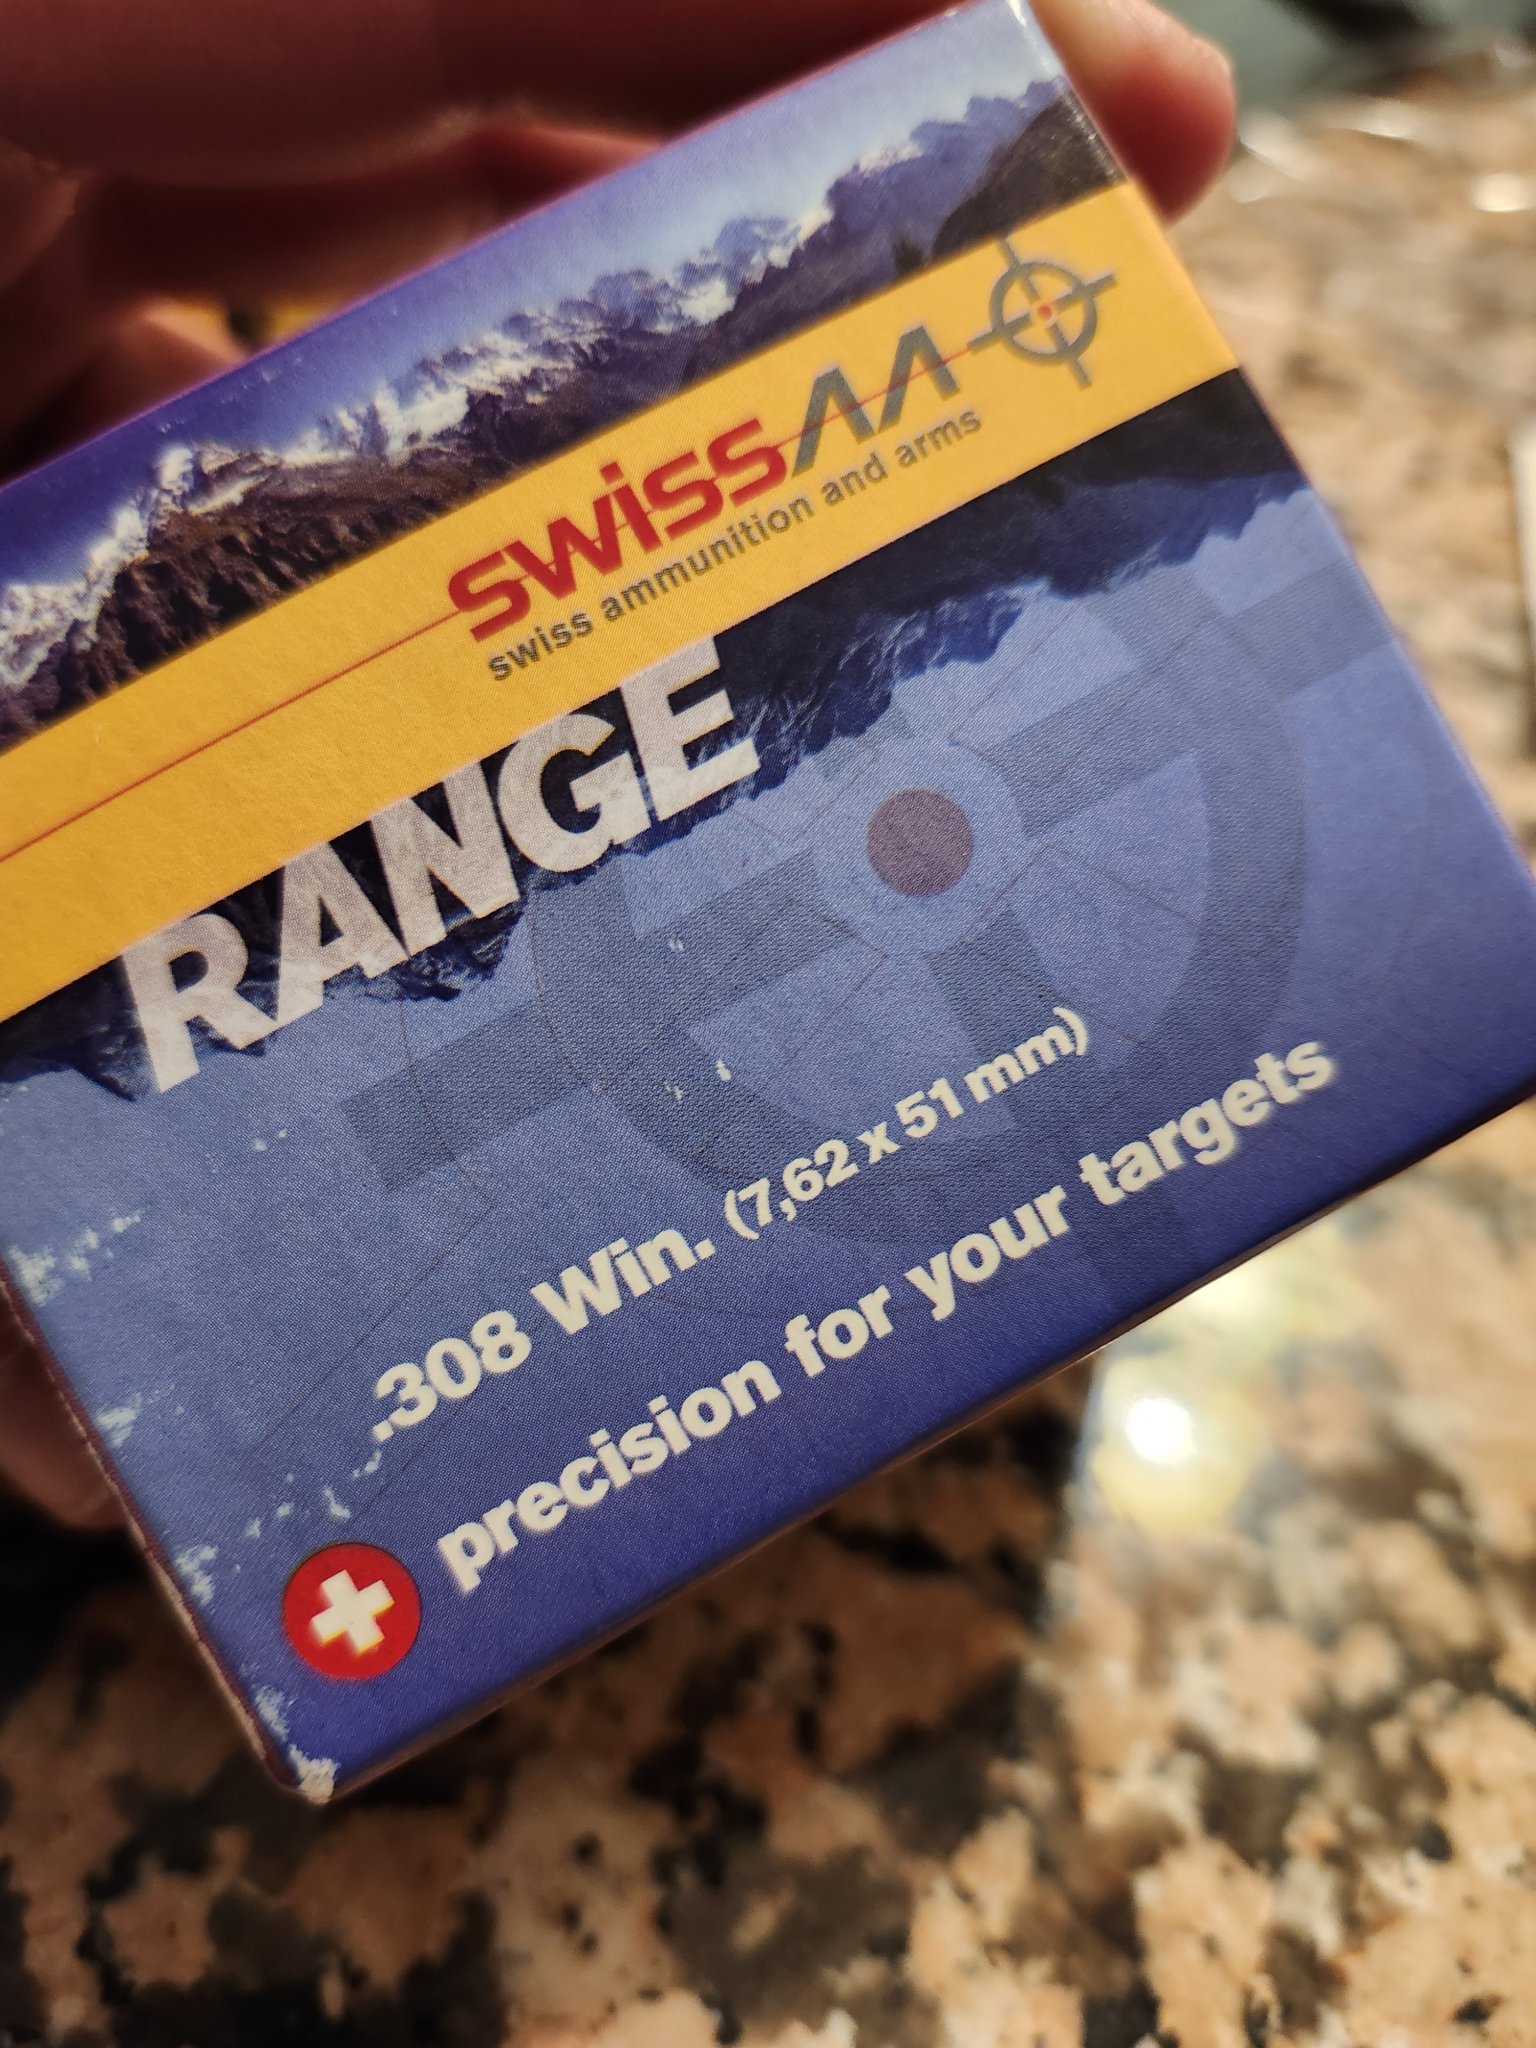 swissAA
swiss ammunition and arms
RANGE
.308 Win. (7,62 x 51 mm)
precision for your targets